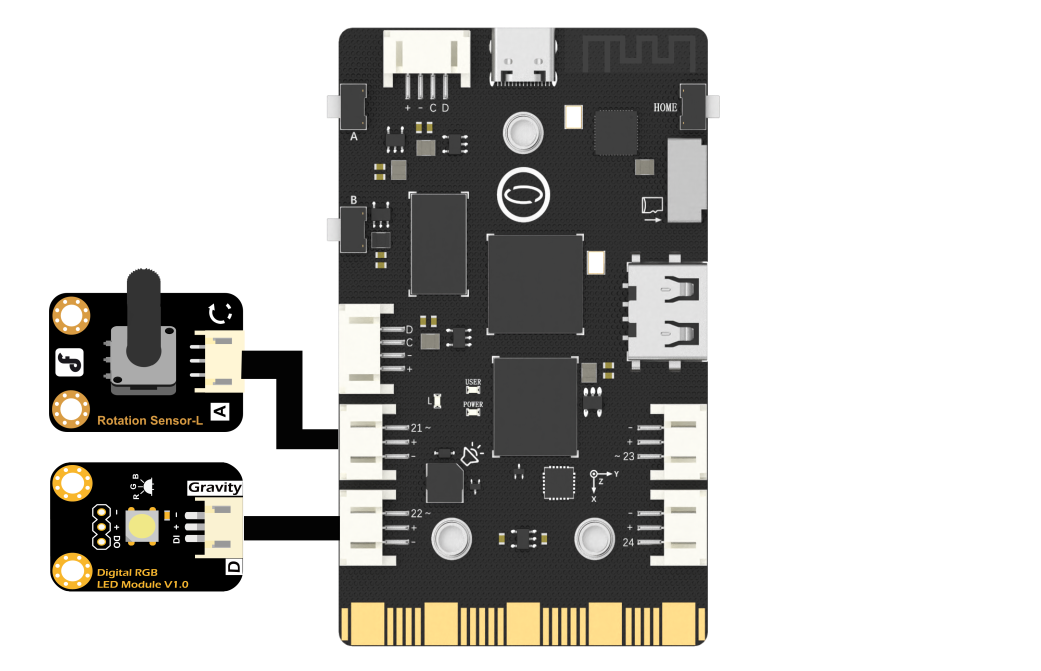 + - C D
A
HOME
B
D
C
-
+
USER
POWER
L
21 ~
+
-
22 ~
+
-
-
+
~ 23
-
+
24
Y
Z
X
A
Rotation Sensor-L
R G B
Gravity
-
+
DO
-
+
DI
D
Digital RGB
LED Module V1.0